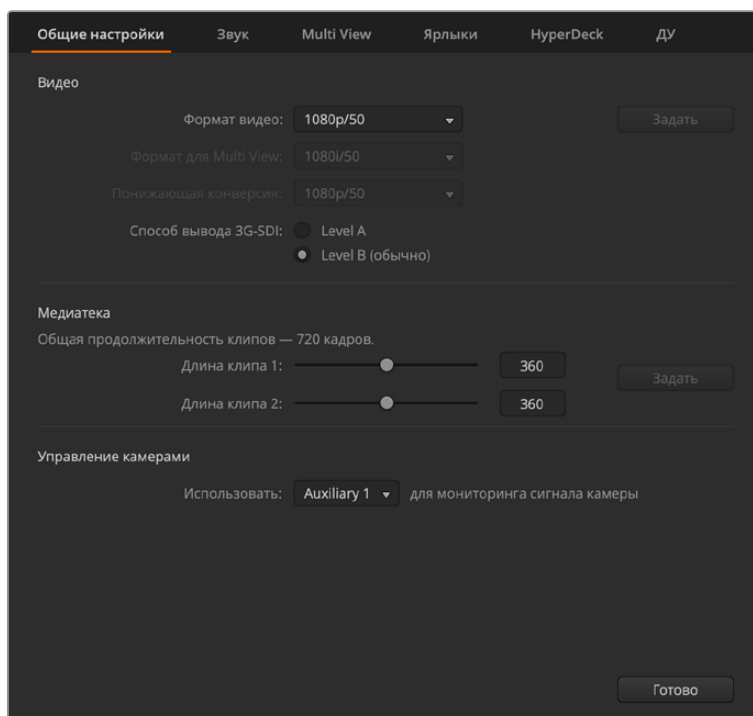 Общие настройки Звук Multi View Ярлыки HyperDeck ДУ
Видео
Формат видео: 1080p/50 Задать
Формат для Multi View: 1080i/50
Понижающая конверсия: 1080p/50
Способ вывода 3G-SDI: Level A
Level B (обычно)
Медиатека
Общая продолжительность клипов — 720 кадров.
Длина клипа 1: 360
Задать
Длина клипа 2: 360
Управление камерами
Использовать: Auxiliary 1 для мониторинга сигнала камеры
Готово